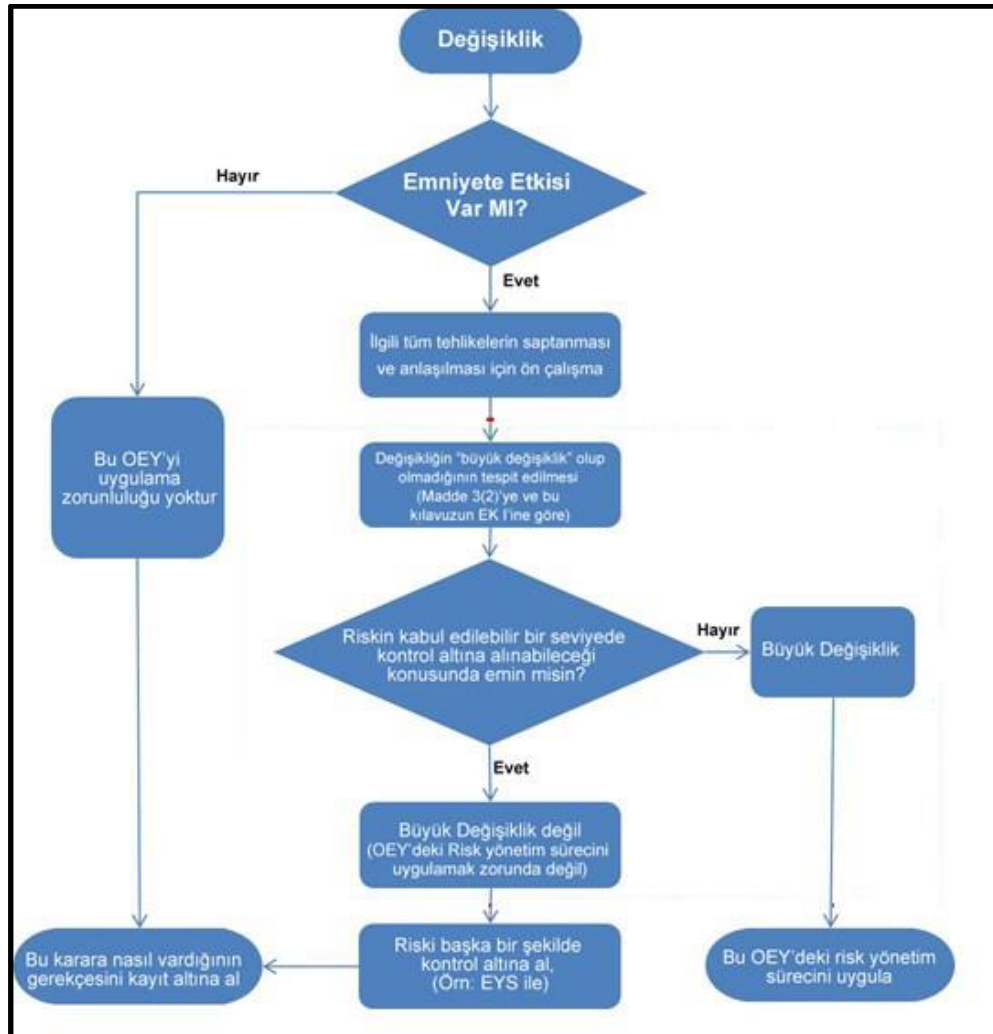 Değişiklik
Hayır
Emniyete Etkisi
Var MI?
Evet
İlgili tüm tehlikelerin saptanması
ve anlaşılması için ön çalışma
Bu OEY'yi
uygulama
zorunluluğu yoktur
Değişikliğin "büyük değişiklik" olup
olmadığının tespit edilmesi
(Madde 3(2)'ye ve bu
kılavuzun EK I'ine göre)
Riskin kabul edilebilir bir seviyede
kontrol altına alınabileceği
konusunda emin misin?
Hayır
Büyük Değişiklik
Evet
Büyük Değişiklik değil
(OEY'deki Risk yönetim sürecini
uygulamak zorunda değil)
Bu karara nasıl vardığının
gerekçesini kayıt altına al
Riski başka bir şekilde
kontrol altına al,
(Örn: EYS ile)
Bu OEY'deki risk yönetim
sürecini uygula